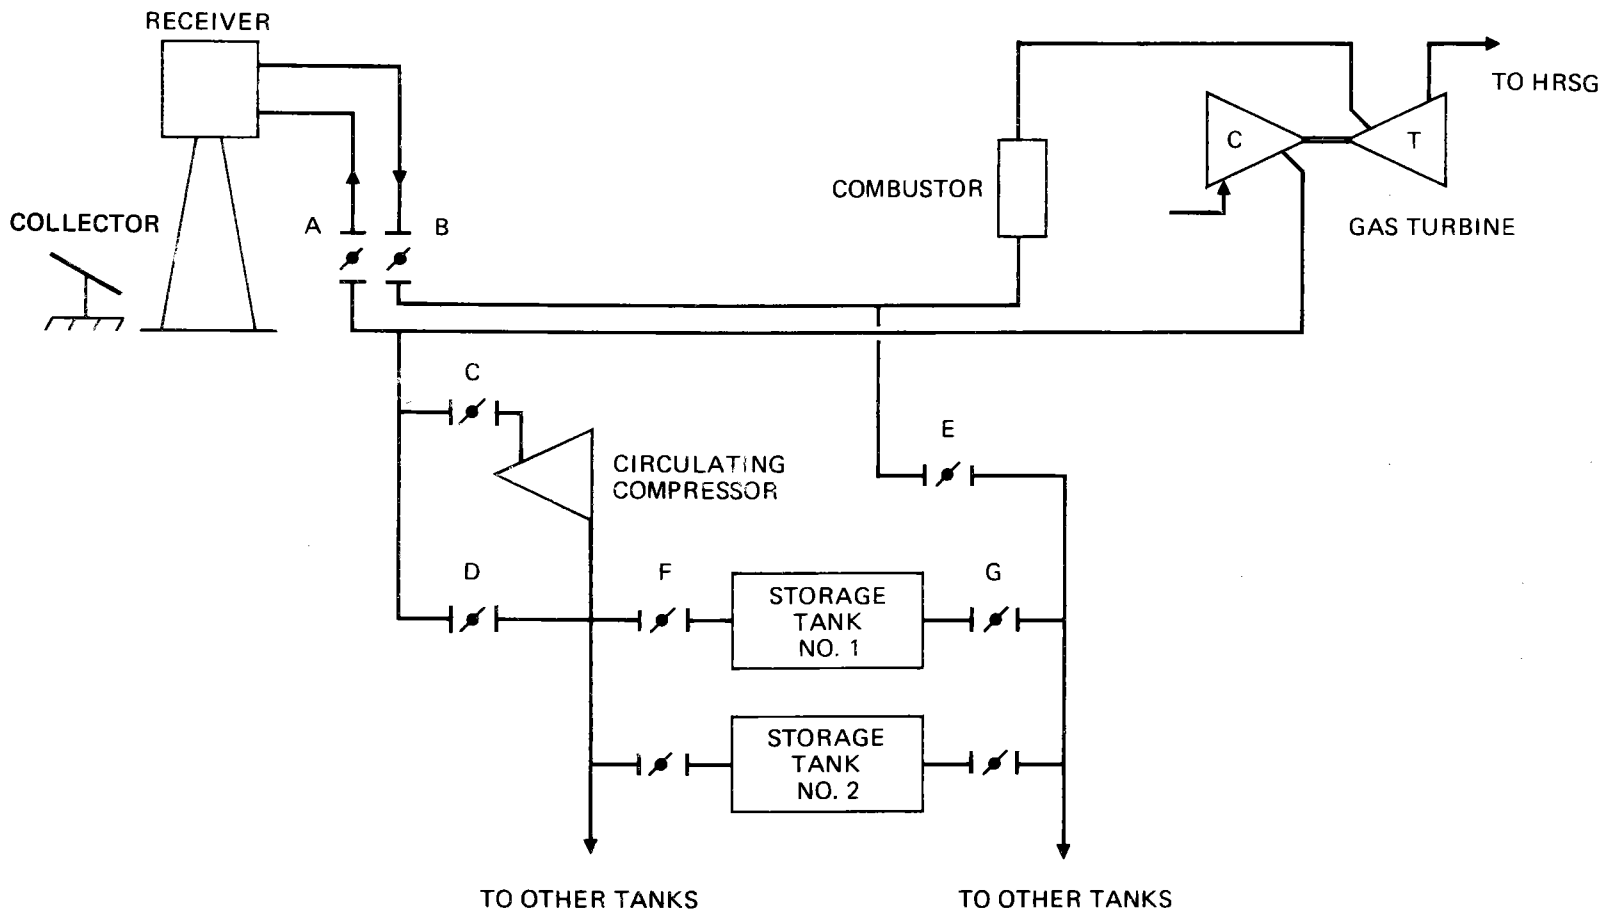 RECEIVER
TO HRSG
C
T
COMBUSTOR
COLLECTOR
A
B
GAS TURBINE
C
E
CIRCULATING
COMPRESSOR
D
F
G
STORAGE
TANK
NO. 1
STORAGE
TANK
NO. 2
TO OTHER TANKS
TO OTHER TANKS